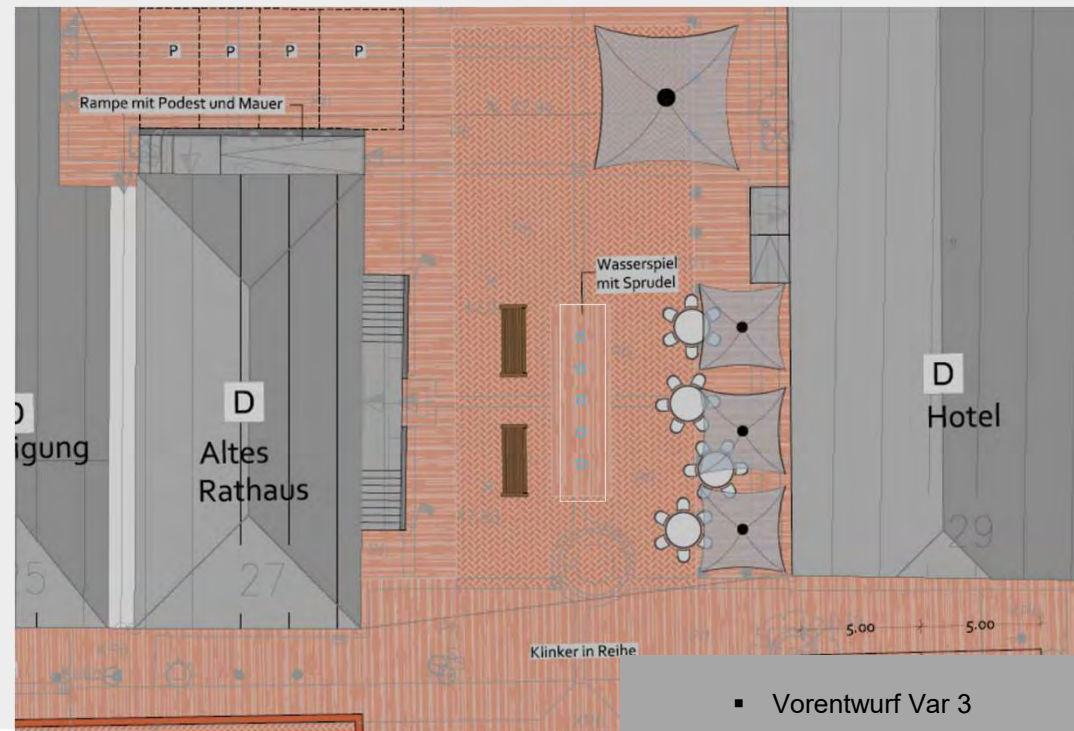 P P P P
Rampe mit Podest und Mauer
Wasserspiel
mit Sprudel
D
Altes
Rathaus
27
D
Hotel
29
5.00 5.00
Klinker in Reihe
▪ Vorentwurf Var 3